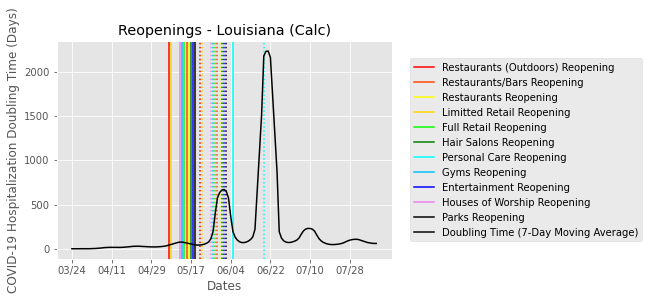 Reopenings - Louisiana (Calc)
COVID-19 Hospitalization Doubling Time (Days)
2000
1500
1000
500
0
03/24 04/11 04/29 05/17 06/04 06/22 07/10 07/28
Dates
Restaurants (Outdoors) Reopening
Restaurants/Bars Reopening
Restaurants Reopening
Limitted Retail Reopening
Full Retail Reopening
Hair Salons Reopening
Personal Care Reopening
Gyms Reopening
Entertainment Reopening
Houses of Worship Reopening
Parks Reopening
Doubling Time (7-Day Moving Average)